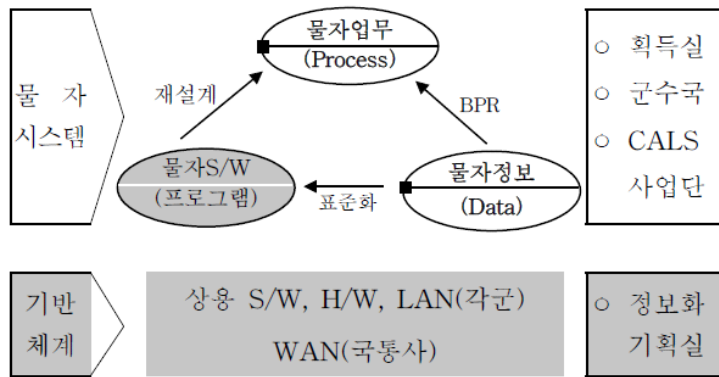 물 자
시스템
물자업무
(Process)
재설계
BPR
물자S/W
(프로그램)
표준화
물자정보
(Data)
○ 획득실
○ 군수국
○ CALS
사업단
기반
체계
상용 S/W, H/W, LAN(각군)
WAN(국통사)
○ 정보화
기획실